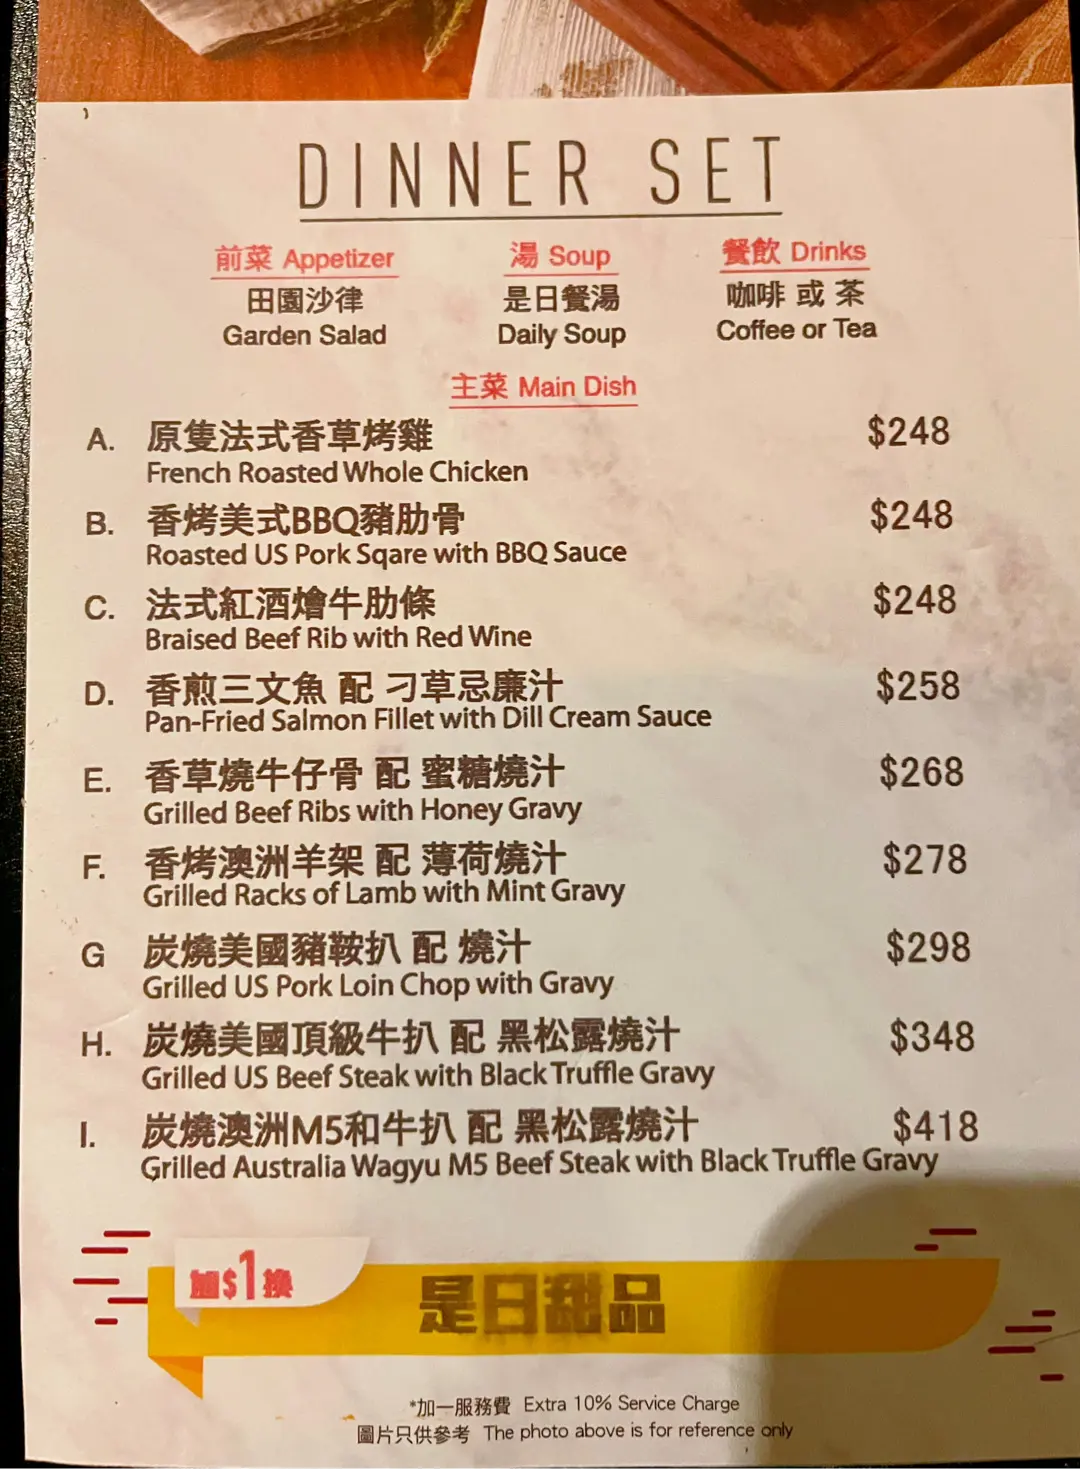 DINNER SET
前菜 Appetizer
田園沙律
Garden Salad
湯 Soup
是日餐湯
Daily Soup
餐飲 Drinks
咖啡 或 茶
Coffee or Tea
主菜 Main Dish
A. 原隻法式香草烤雞 $248
French Roasted Whole Chicken
B. 香烤美式BBQ豬肋骨 $248
Roasted US Pork Sqare with BBQ Sauce
C. 法式紅酒燴牛肋條 $248
Braised Beef Rib with Red Wine
D. 香煎三文魚 配 刁草忌廉汁 $258
Pan-Fried Salmon Fillet with Dill Cream Sauce
E. 香草燒牛仔骨 配 蜜糖燒汁 $268
Grilled Beef Ribs with Honey Gravy
F. 香烤澳洲羊架 配 薄荷燒汁 $278
Grilled Racks of Lamb with Mint Gravy
G 炭燒美國豬鞍扒 配 燒汁 $298
Grilled US Pork Loin Chop with Gravy
H. 炭燒美國頂級牛扒 配 黑松露燒汁 $348
Grilled US Beef Steak with Black Truffle Gravy
I. 炭燒澳洲M5和牛扒 配 黑松露燒汁 $418
Grilled Australia Wagyu M5 Beef Steak with Black Truffle Gravy
加$1換
是日甜品
*加一服務費 Extra 10% Service Charge
圖片只供參考 The photo above is for reference only